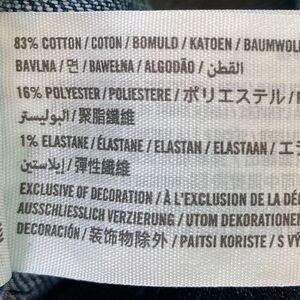 83% COTTON / COTON / BOMULD / KATOEN / BAUMWOL
BAVLNA / 면 / BAWEŁNA / ALGODÃO / القطن /
16% POLYESTER / POLIESTERE / ポリエステル /
البوليستر / 聚脂纖維 /
1% ELASTANE / ÉLASTANE / ELASTAN / ELASTAAN / エラ
إيلاستين / 彈性纖維 /
EXCLUSIVE OF DECORATION / À L'EXCLUSION DE LA DÉC
AUSSCHLIESSLICH VERZIERUNG / UTOM DEKORATIONE
DECORACIÓN / 装饰物除外 / PAITSI KORISTE / S VÝ